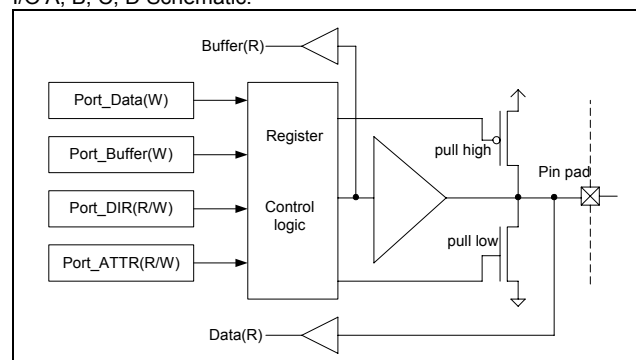 I/O A, B, C, D Schematic:
Buffer(R)
Port_Data(W)
Port_Buffer(W)
Port_DIR(R/W)
Port_ATTR(R/W)
Register
Control
logic
pull high
Pin pad
pull low
Data(R)